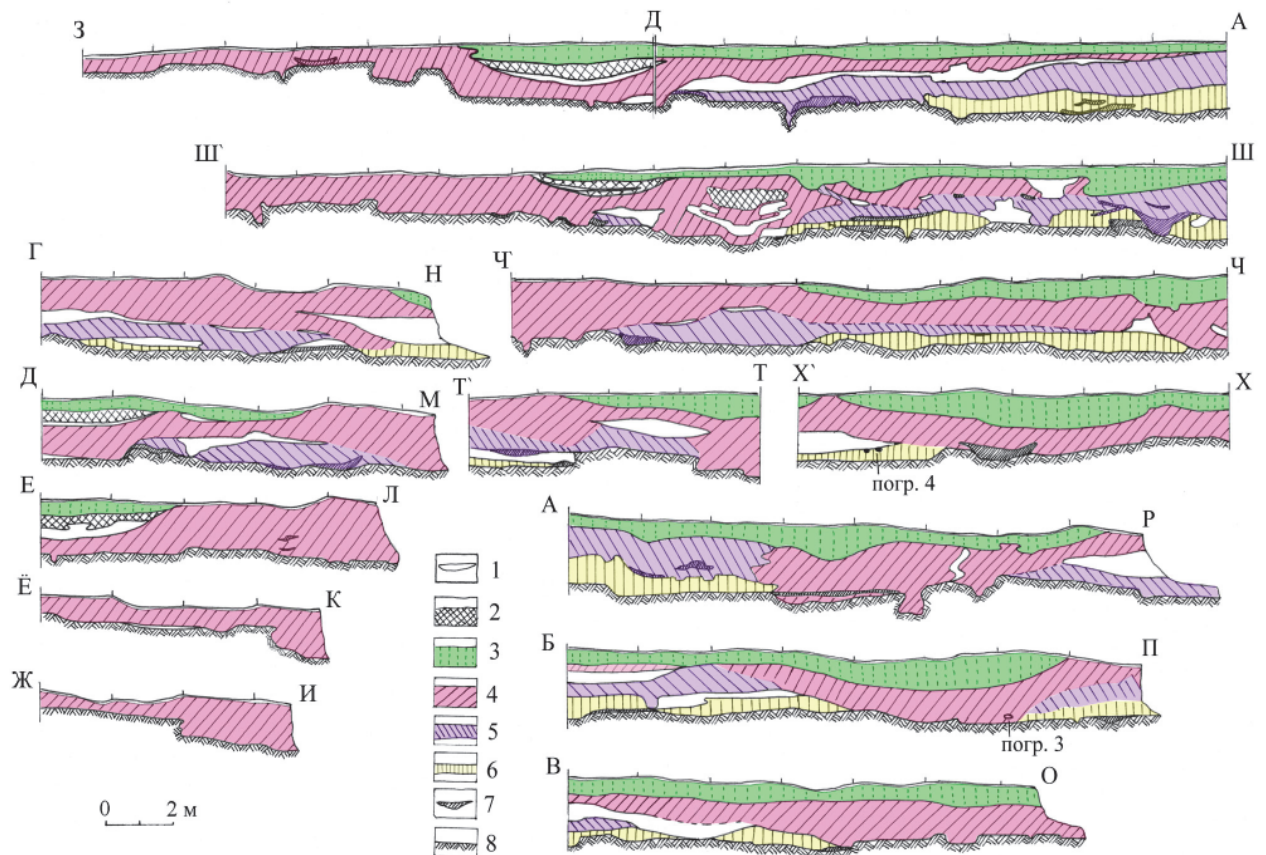 З Д А
Ш` Ш
Г Н Ч` Ч
Д М Т` Т Х` Х
погр. 4
Е Л А Р
Ё К Б П
погр. 3
Ж И В О
1
2
3
4
5
6
7
8
0 2 м